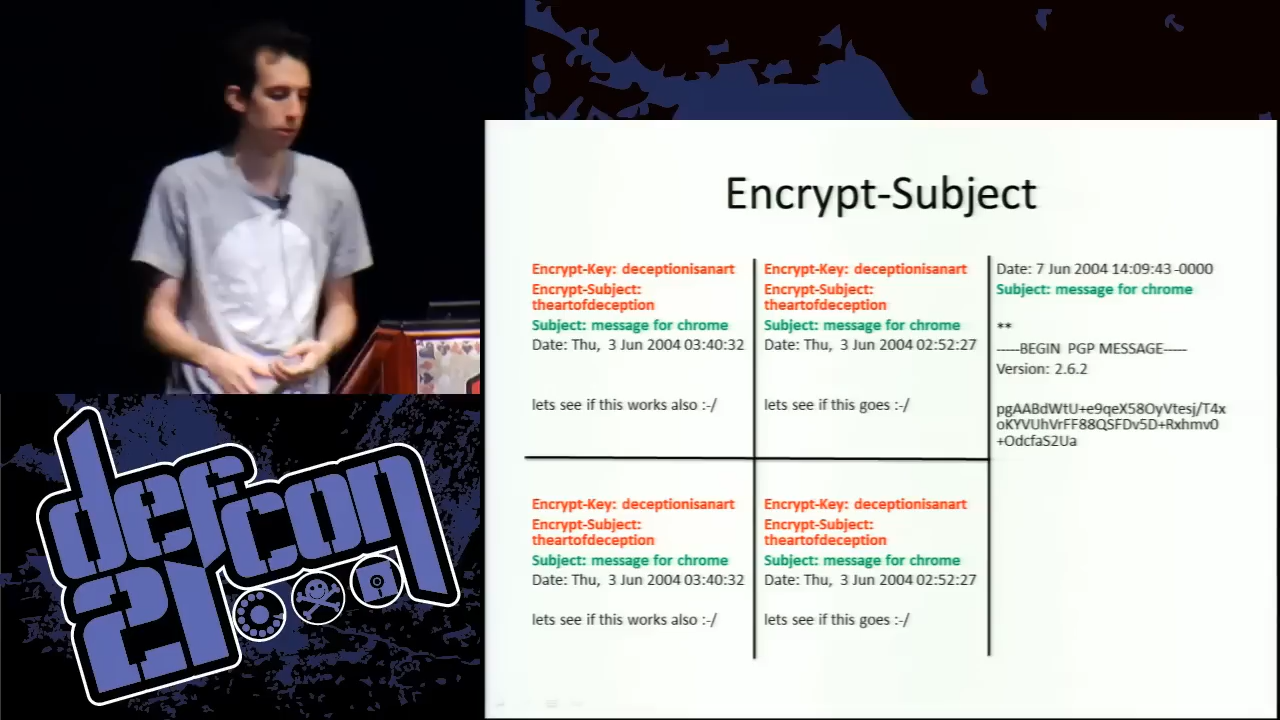 Encrypt-Subject
Encrypt-Key: deceptionisanart
Encrypt-Subject:
theartofdeception
Subject: message for chrome
Date: Thu, 3 Jun 2004 03:40:32
lets see if this works also :-/
Encrypt-Key: deceptionisanart
Encrypt-Subject:
theartofdeception
Subject: message for chrome
Date: Thu, 3 Jun 2004 02:52:27
lets see if this goes :-/
Date: 7 Jun 2004 14:09:43 -0000
Subject: message for chrome
**
-----BEGIN PGP MESSAGE-----
Version: 2.6.2
pgAABdWtU+e9qeX58OyVtesj/T4x
oKYVUhVrFF88QSFDv5D+Rxhmv0
+OdcfaS2Ua
Encrypt-Key: deceptionisanart
Encrypt-Subject:
theartofdeception
Subject: message for chrome
Date: Thu, 3 Jun 2004 03:40:32
lets see if this works also :-/
Encrypt-Key: deceptionisanart
Encrypt-Subject:
theartofdeception
Subject: message for chrome
Date: Thu, 3 Jun 2004 02:52:27
lets see if this goes :-/
defcon
21